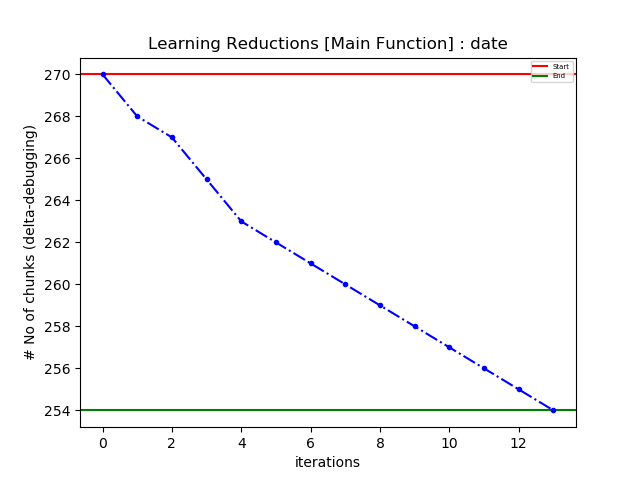 Learning Reductions [Main Function] : date
# No of chunks (delta-debugging)
270
268
266
264
262
260
258
256
254
Start
End
0 2 4 6 8 10 12
iterations